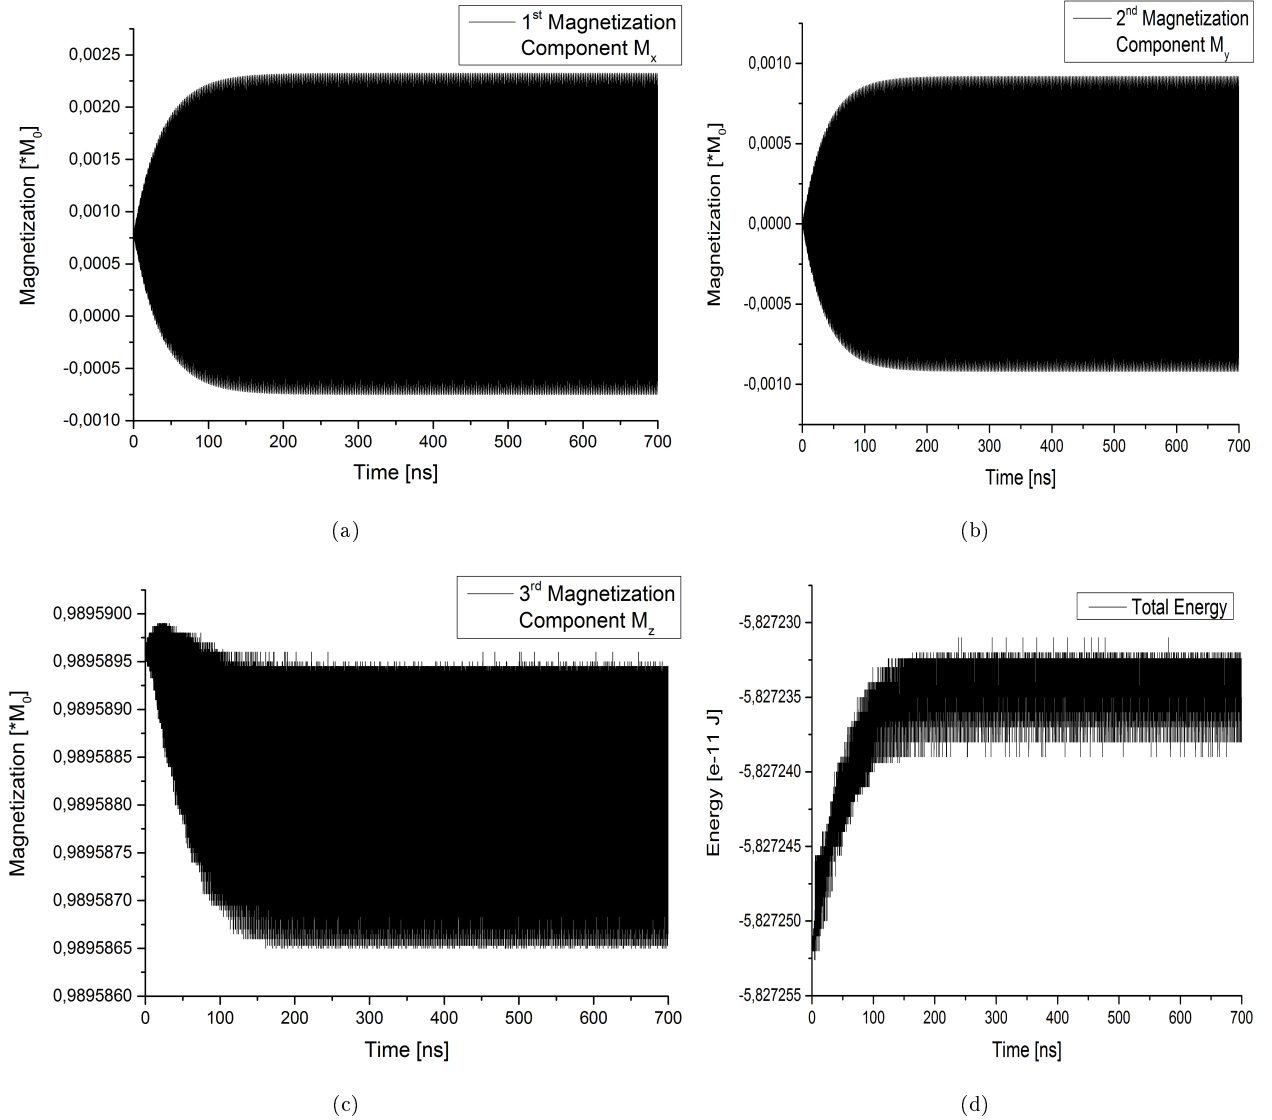 1st Magnetization
Component Mx
0,0025
0,0020
0,0015
0,0010
0,0005
0,0000
-0,0005
-0,0010
Magnetization [*M0]
0 100 200 300 400 500 600 700
Time [ns]
(a)
2nd Magnetization
Component My
0,0010
0,0005
0,0000
-0,0005
-0,0010
Magnetization [*Mo]
0 100 200 300 400 500 600 700
Time [ns]
(b)
3rd Magnetization
Component Mz
0,9895900
0,9895895
0,9895890
0,9895885
0,9895880
0,9895875
0,9895870
0,9895865
0,9895860
Magnetization [*M0]
0 100 200 300 400 500 600 700
Time [ns]
(c)
Total Energy
-5,827230
-5,827235
-5,827240
-5,827245
-5,827250
-5,827255
Energy [e-11 J]
0 100 200 300 400 500 600 700
Time [ns]
(d)